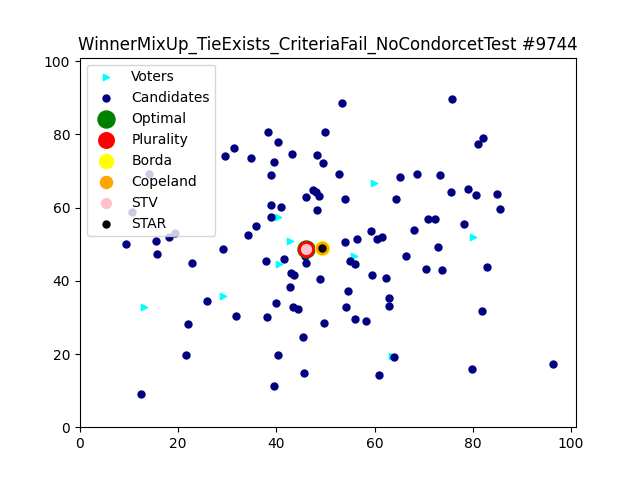 WinnerMixUp_TieExists_CriteriaFail_NoCondorcetTest #9744
Voters
Candidates
Optimal
Plurality
Borda
Copeland
STV
STAR
100
80
60
40
20
0
0 20 40 60 80 100